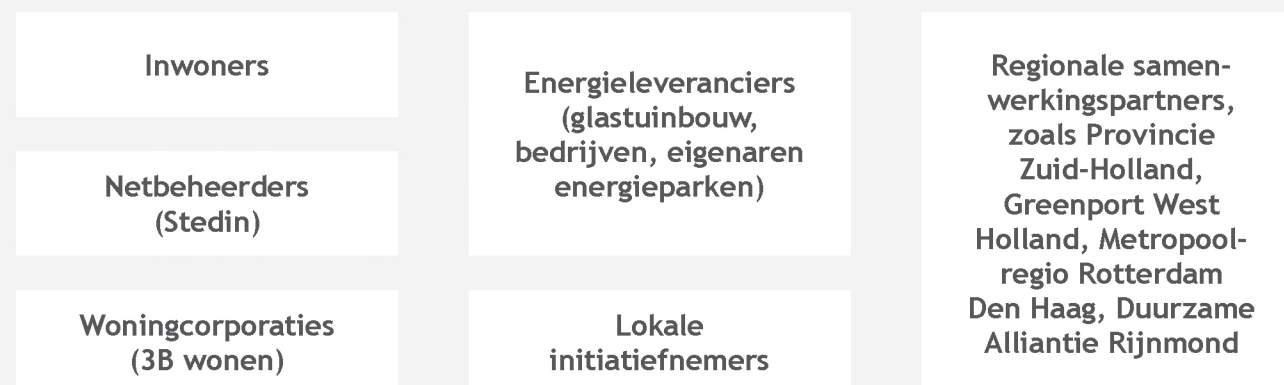 Inwoners
Netbeheerders
(Stedin)
Woningcorporaties
(3B wonen)
Energieleveranciers
(glastuinbouw,
bedrijven, eigenaren
energieparken)
Lokale
initiatiefnemers
Regionale samen-
werkingspartners,
zoals Provincie
Zuid-Holland,
Greenport West
Holland, Metropool-
regio Rotterdam
Den Haag, Duurzame
Alliantie Rijnmond